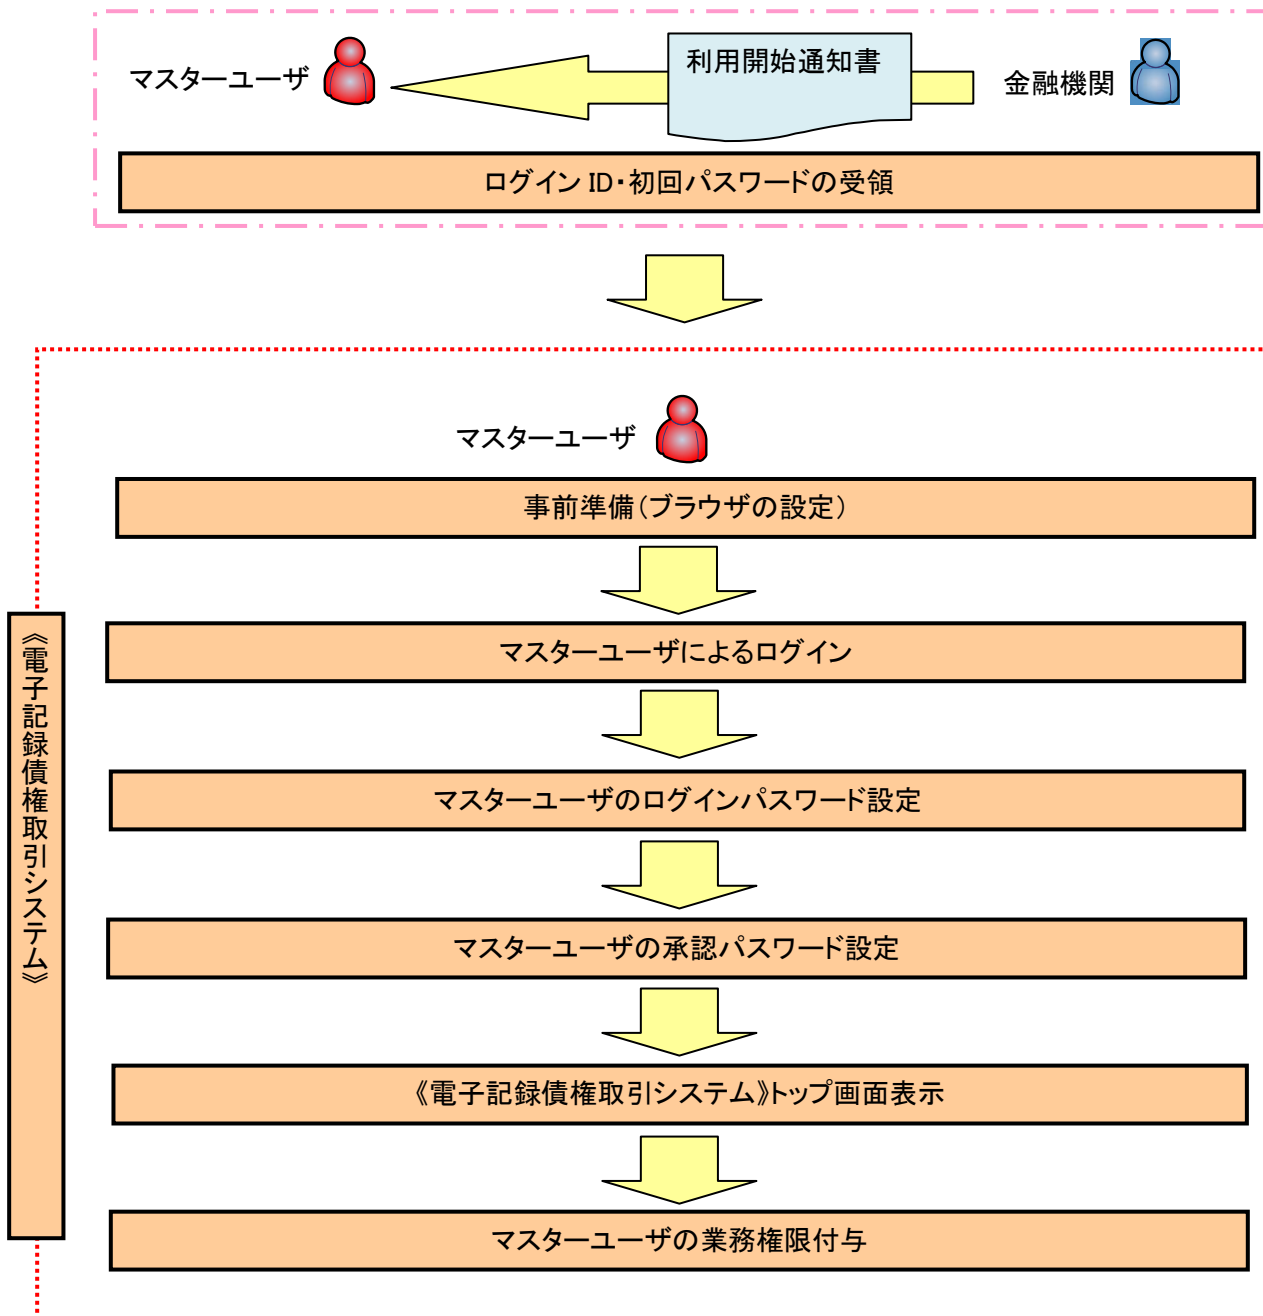 マスターユーザ
利用開始通知書
金融機関
ログイン ID・初回パスワードの受領
マスターユーザ
事前準備(ブラウザの設定)
マスターユーザによるログイン
《電子記録債権取引システム》
マスターユーザのログインパスワード設定
マスターユーザの承認パスワード設定
《電子記録債権取引システム》トップ画面表示
マスターユーザの業務権限付与